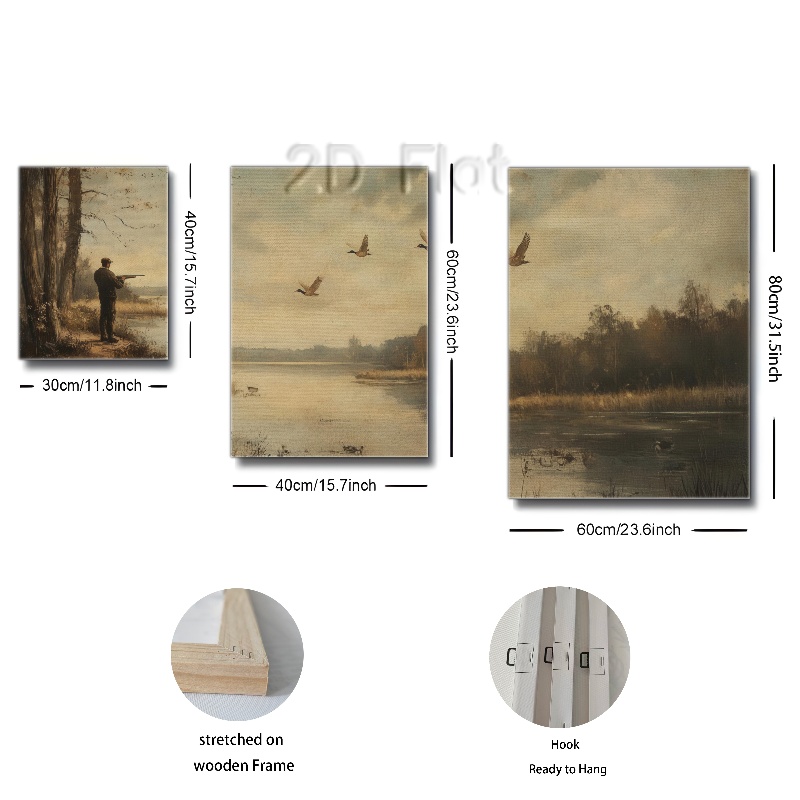 2D Flat
40cm/15.7inch
30cm/11.8inch
60cm/23.6inch
40cm/15.7inch
80cm/31.5inch
60cm/23.6inch
stretched on
wooden Frame
Hook
Ready to Hang